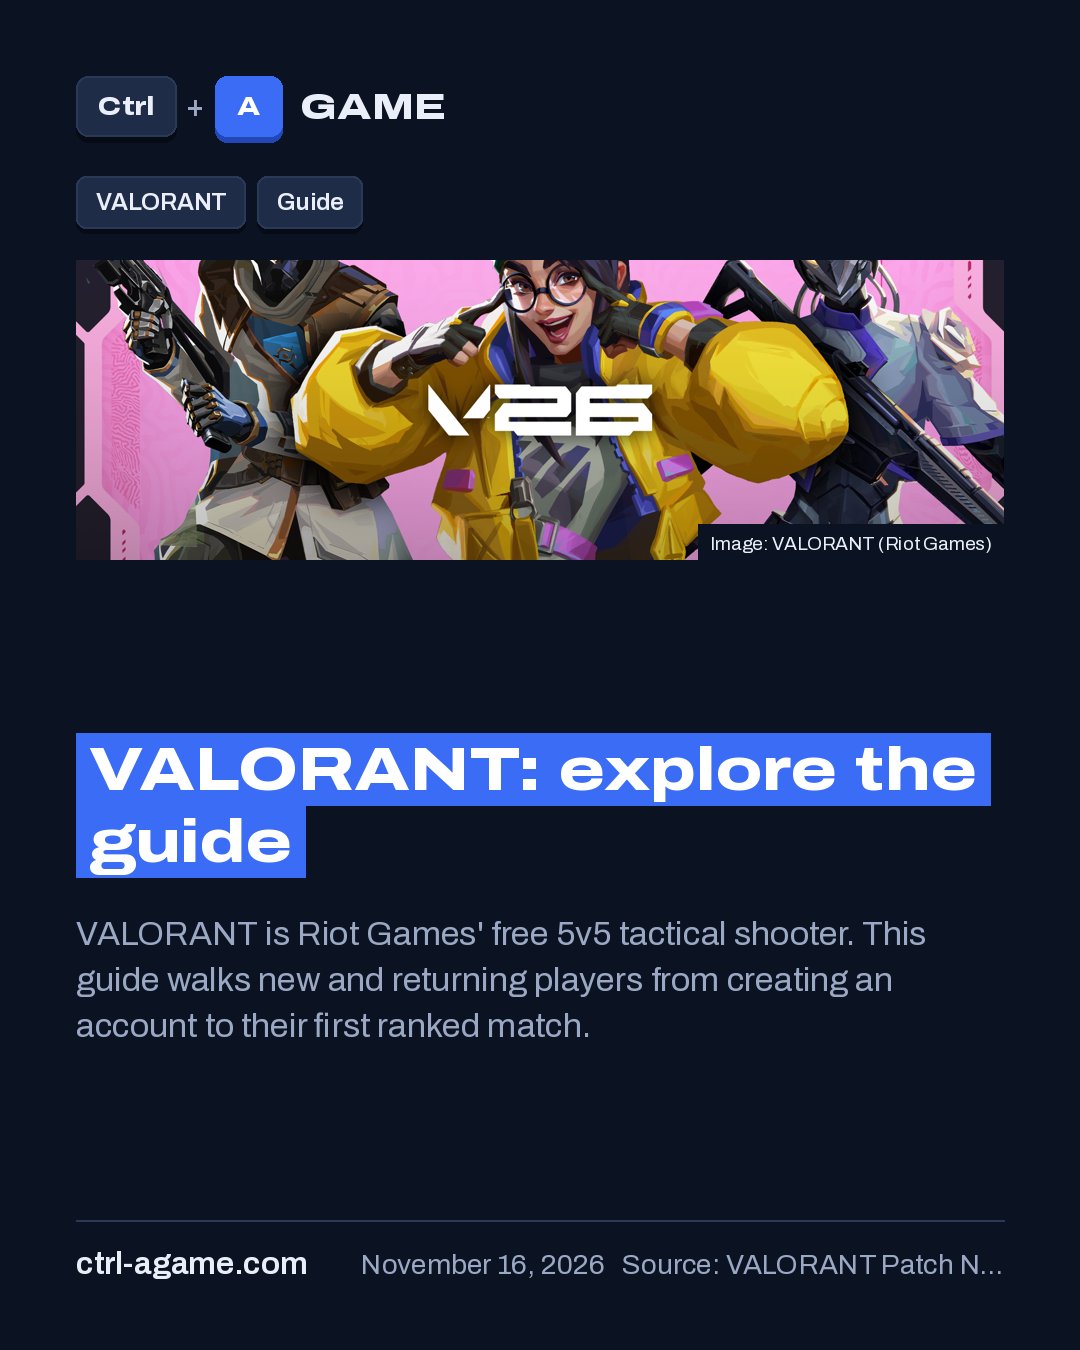 Ctrl + A GAME
VALORANT Guide
V26
Image: VALORANT (Riot Games)
VALORANT: explore the
guide
VALORANT is Riot Games' free 5v5 tactical shooter. This
guide walks new and returning players from creating an
account to their first ranked match.
ctrl-agame.com November 16, 2026 Source: VALORANT Patch N...